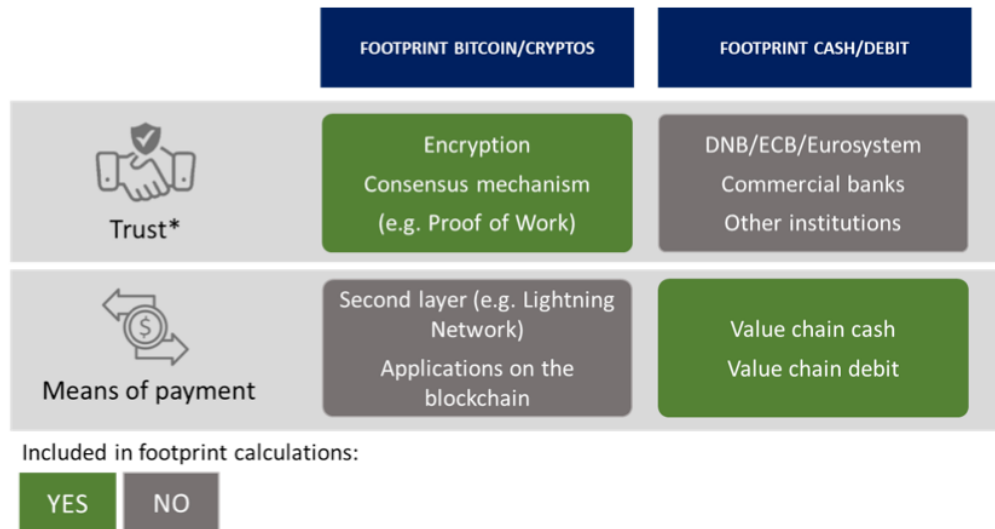 FOOTPRINT BITCOIN/CRYPTOS
FOOTPRINT CASH/DEBIT
Trust*
Encryption
Consensus mechanism
(e.g. Proof of Work)
DNB/ECB/Eurosystem
Commercial banks
Other institutions
$
Means of payment
Second layer (e.g. Lightning
Network)
Applications on the
blockchain
Value chain cash
Value chain debit
Included in footprint calculations:
YES
NO